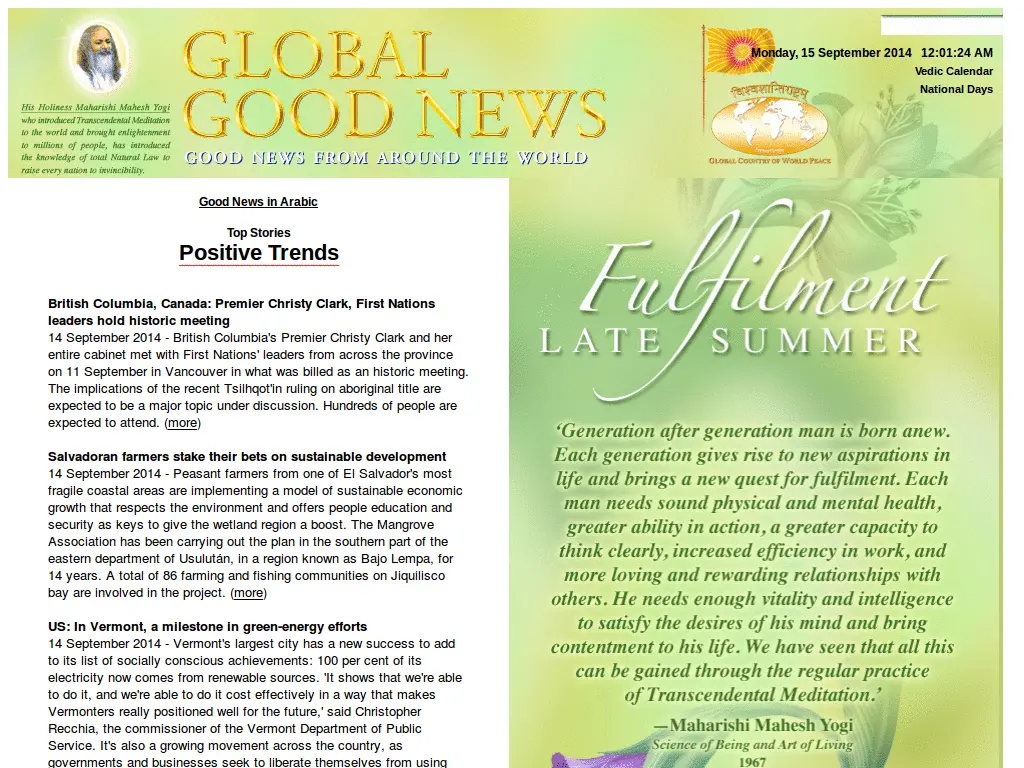 His Holiness Maharishi Mahesh Yogi
who introduced Transcendental Meditation
to the world and brought enlightenment
to millions of people, has introduced
the knowledge of total Natural Law to
raise every nation to invincibility.
GLOBAL
GOOD NEWS
GOOD NEWS FROM AROUND THE WORLD
विश्वशान्तिराष्ट्रम्
GLOBAL COUNTRY OF WORLD PEACE
Monday, 15 September 2014 12:01:24 AM
Vedic Calendar
National Days
Good News in Arabic
Top Stories
Positive Trends
British Columbia, Canada: Premier Christy Clark, First Nations
leaders hold historic meeting
14 September 2014 - British Columbia's Premier Christy Clark and her
entire cabinet met with First Nations' leaders from across the province
on 11 September in Vancouver in what was billed as an historic meeting.
The implications of the recent Tsilhqot'in ruling on aboriginal title are
expected to be a major topic under discussion. Hundreds of people are
expected to attend. (more)
Salvadoran farmers stake their bets on sustainable development
14 September 2014 - Peasant farmers from one of El Salvador's most
fragile coastal areas are implementing a model of sustainable economic
growth that respects the environment and offers people education and
security as keys to give the wetland region a boost. The Mangrove
Association has been carrying out the plan in the southern part of the
eastern department of Usulután, in a region known as Bajo Lempa, for
14 years. A total of 86 farming and fishing communities on Jiquilisco
bay are involved in the project. (more)
US: In Vermont, a milestone in green-energy efforts
14 September 2014 - Vermont's largest city has a new success to add
to its list of socially conscious achievements: 100 per cent of its
electricity now comes from renewable sources. 'It shows that we're able
to do it, and we're able to do it cost effectively in a way that makes
Vermonters really positioned well for the future,' said Christopher
Recchia, the commissioner of the Vermont Department of Public
Service. It's also a growing movement across the country, as
governments and businesses seek to liberate themselves from using
Fulfilment
LATE SUMMER
‘Generation after generation man is born anew.
Each generation gives rise to new aspirations in
life and brings a new quest for fulfilment. Each
man needs sound physical and mental health,
greater ability in action, a greater capacity to
think clearly, increased efficiency in work, and
more loving and rewarding relationships with
others. He needs enough vitality and intelligence
to satisfy the desires of his mind and bring
contentment to his life. We have seen that all this
can be gained through the regular practice
of Transcendental Meditation.’
—Maharishi Mahesh Yogi
Science of Being and Art of Living
1967